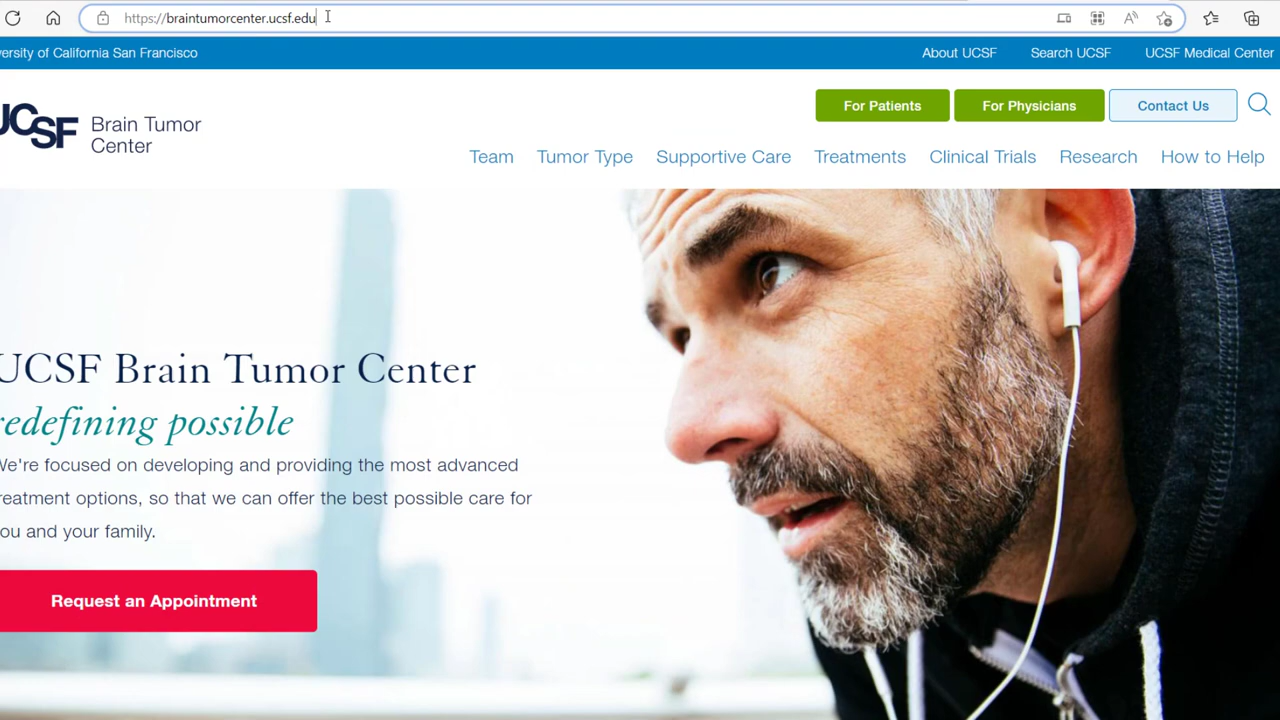 https://braintumorcenter.ucsf.edu
ersity of California San Francisco
About UCSF
Search UCSF
UCSF Medical Center
For Patients
For Physicians
Contact Us
UCSF
Brain Tumor
Center
Team
Tumor Type
Supportive Care
Treatments
Clinical Trials
Research
How to Help
UCSF Brain Tumor Center
redefining possible
We're focused on developing and providing the most advanced
treatment options, so that we can offer the best possible care for
you and your family.
Request an Appointment